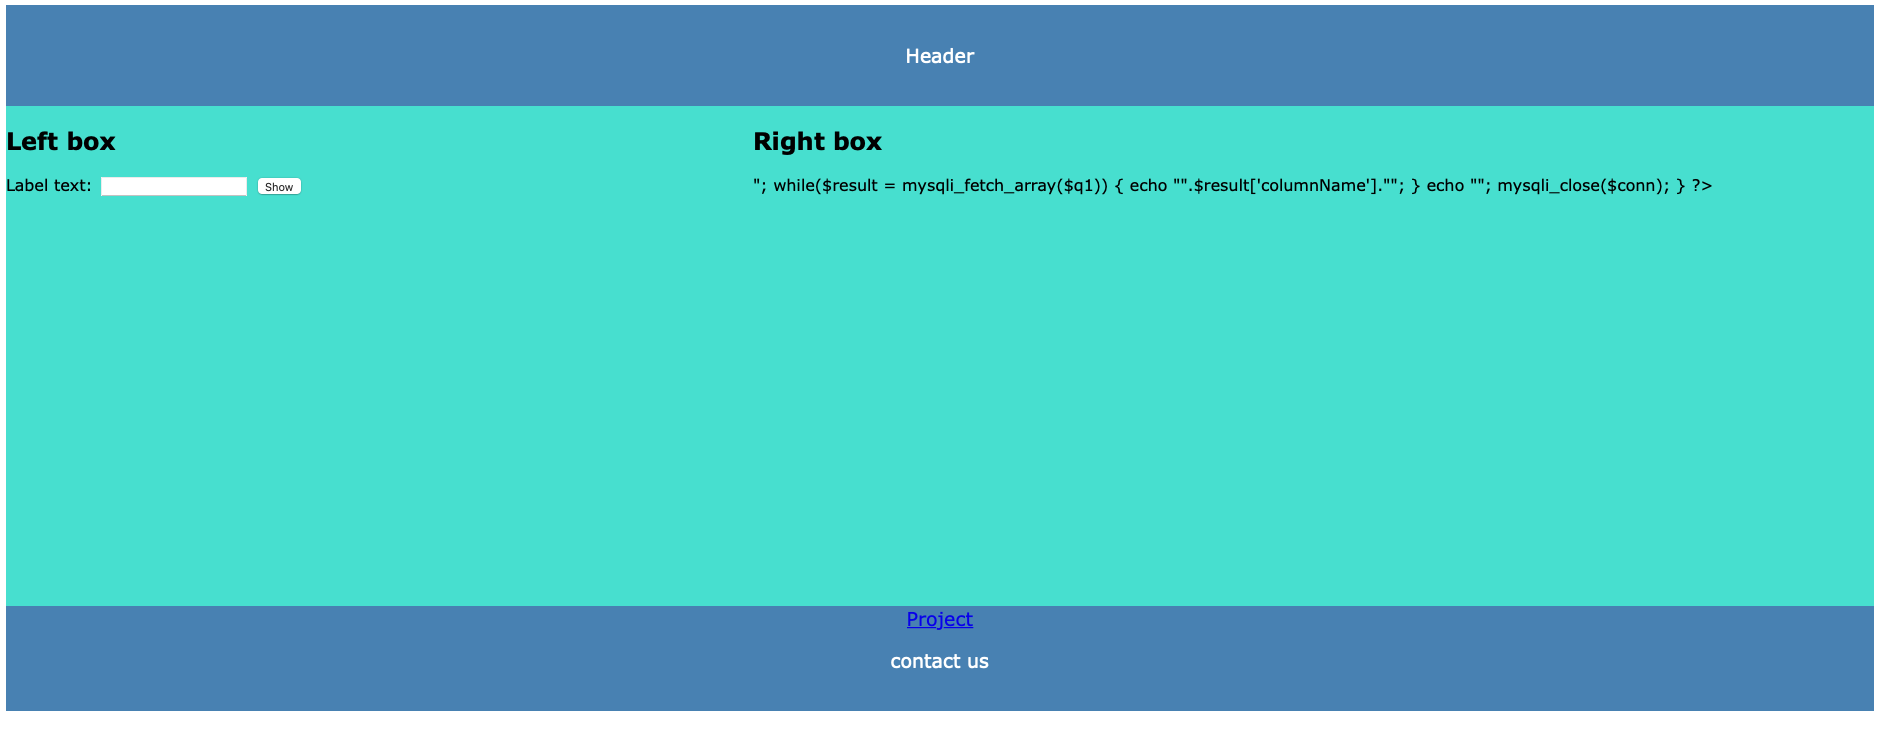 Header
Left box
Label text:
Show
Right box
"; while($result = mysqli_fetch_array($q1)) { echo "".$result['columnName'].""; } echo ""; mysqli_close($conn); } ?>
Project
contact us